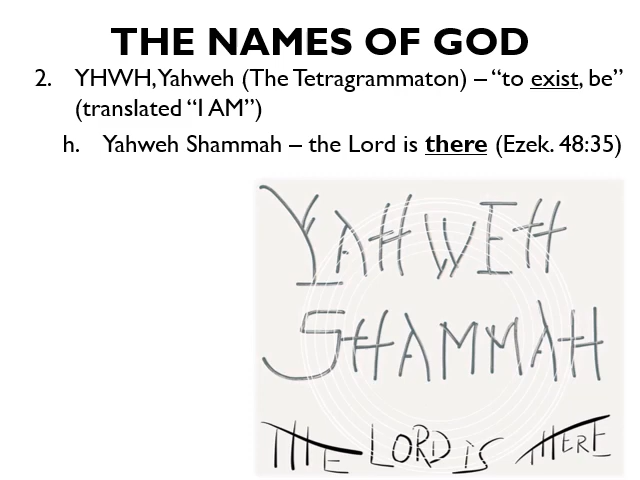 THE NAMES OF GOD
2. YHWH, Yahweh (The Tetragrammaton) – “to exist, be”
(translated “I AM”)
h. Yahweh Shammah – the Lord is there (Ezek. 48:35)
YAHWEH
SHAMMAH
THE LORD IS THERE